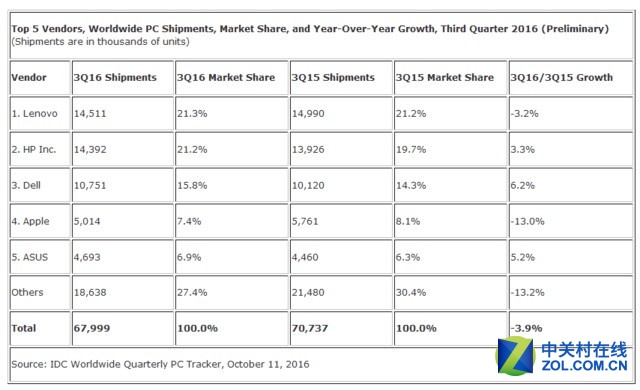 Top 5 Vendors, Worldwide PC Shipments, Market Share, and Year-Over-Year Growth, Third Quarter 2016 (Preliminary)
(Shipments are in thousands of units)
Vendor 3Q16 Shipments 3Q16 Market Share 3Q15 Shipments 3Q15 Market Share 3Q16/3Q15 Growth
1. Lenovo 14,511 21.3% 14,990 21.2% -3.2%
2. HP Inc. 14,392 21.2% 13,926 19.7% 3.3%
3. Dell 10,751 15.8% 10,120 14.3% 6.2%
4. Apple 5,014 7.4% 5,761 8.1% -13.0%
5. ASUS 4,693 6.9% 4,460 6.3% 5.2%
Others 18,638 27.4% 21,480 30.4% -13.2%
Total 67,999 100.0% 70,737 100.0% -3.9%
Source: IDC Worldwide Quarterly PC Tracker, October 11, 2016
中关村在线
ZOL.COM.CN